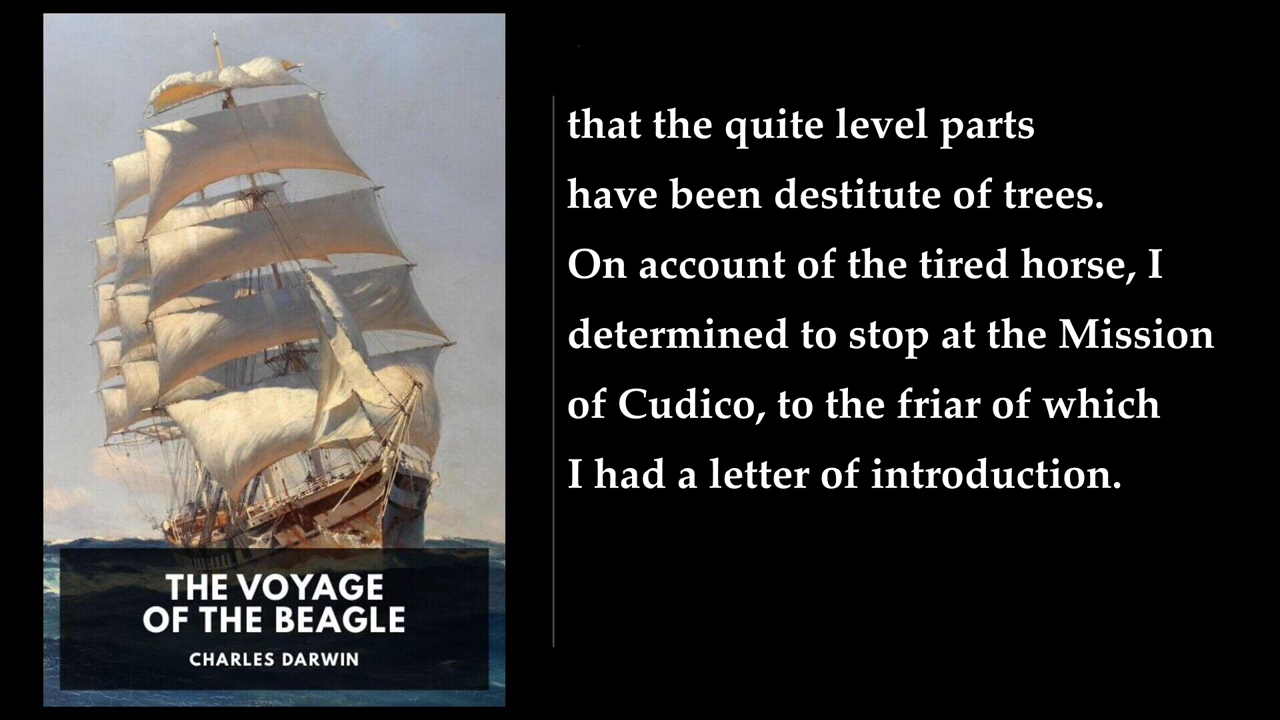 THE VOYAGE
OF THE BEAGLE
CHARLES DARWIN
that the quite level parts
have been destitute of trees.
On account of the tired horse, I
determined to stop at the Mission
of Cudico, to the friar of which
I had a letter of introduction.